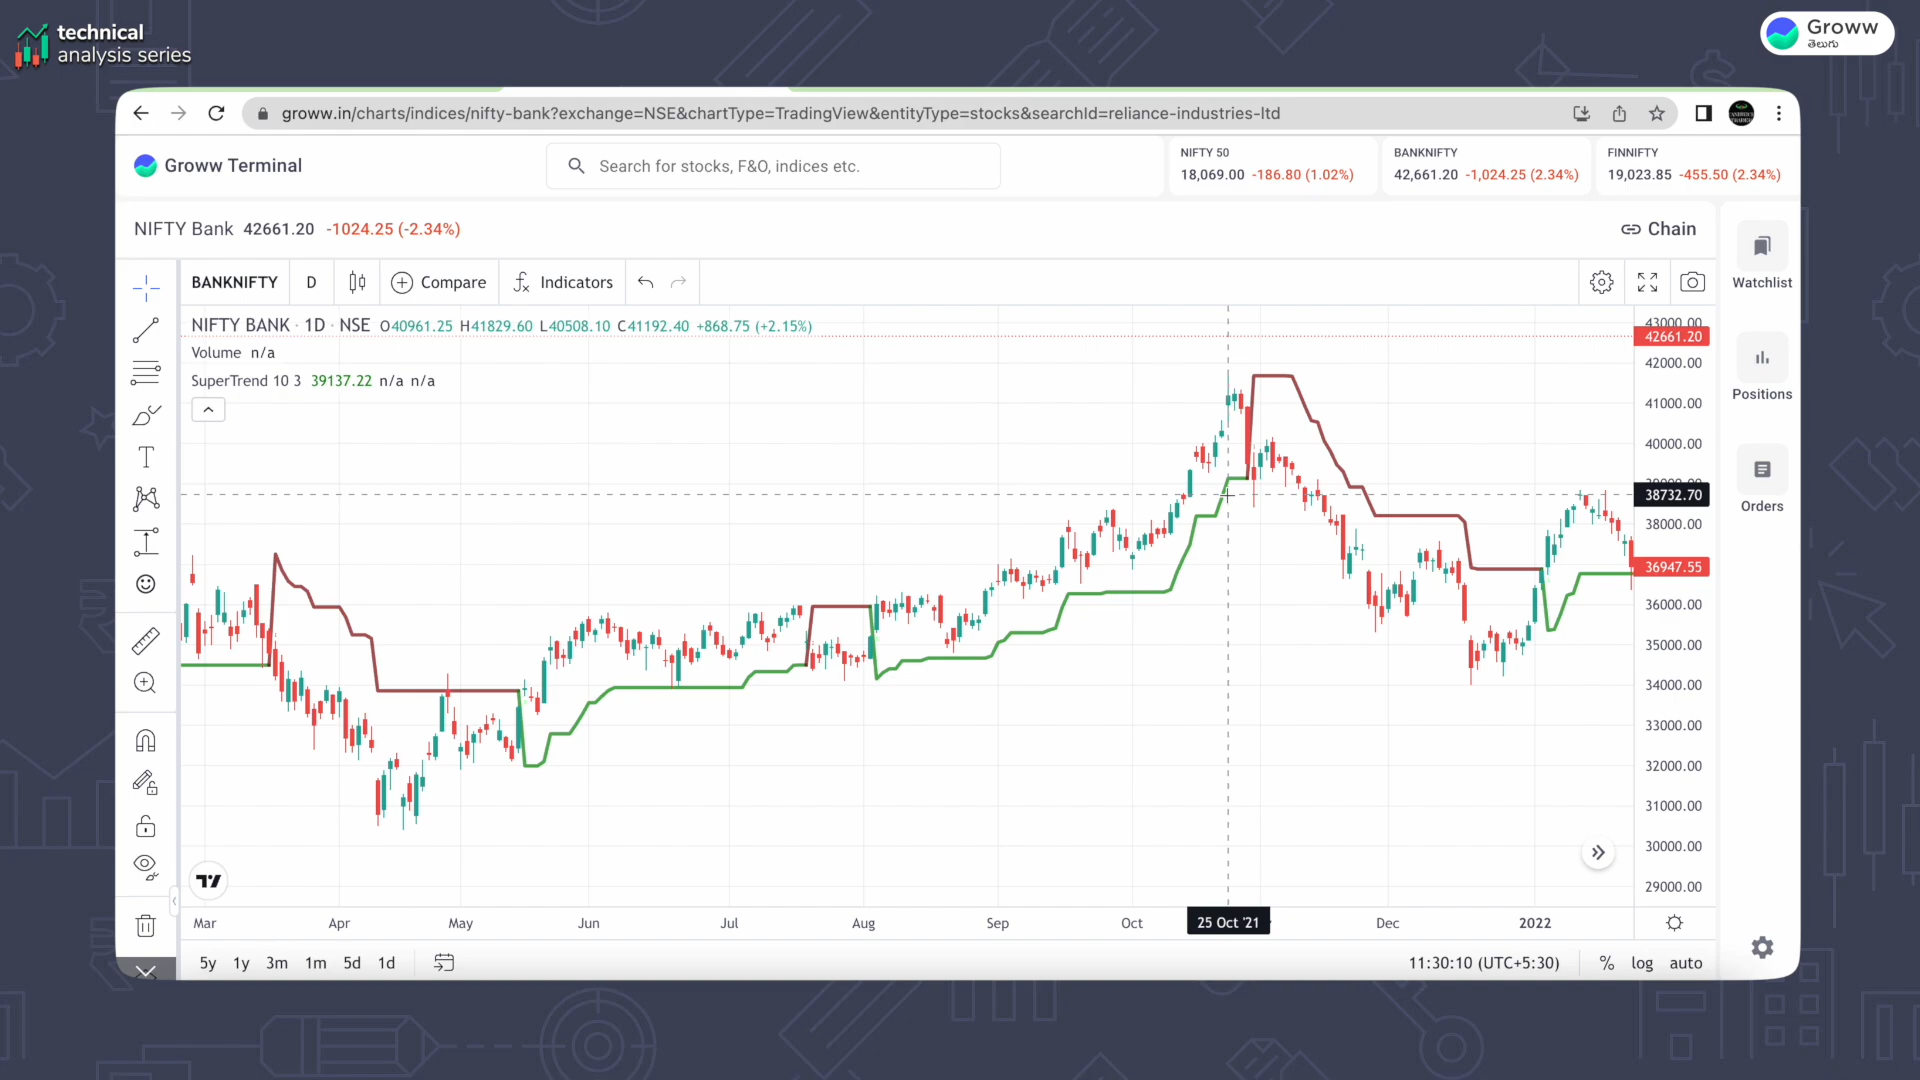 technical
analysis series
Groww
తెలుగు
groww.in/charts/indices/nifty-bank?exchange=NSE&chartType=TradingView&entityType=stocks&searchId=reliance-industries-ltd
Groww Terminal
Search for stocks, F&O, indices etc.
NIFTY 50
18,069.00 -186.80 (1.02%)
BANKNIFTY
42,661.20 -1,024.25 (2.34%)
FINNIFTY
19,023.85 -455.50 (2.34%)
NIFTY Bank 42661.20 -1024.25 (-2.34%)
Chain
Watchlist
Positions
Orders
BANKNIFTY D Compare Indicators
NIFTY BANK · 1D · NSE O40961.25 H41829.60 L40508.10 C41192.40 +868.75 (+2.15%)
Volume n/a
SuperTrend 10 3 39137.22 n/a n/a
43000.00
42661.20
42000.00
41000.00
40000.00
38732.70
38000.00
36947.55
36000.00
35000.00
34000.00
33000.00
32000.00
31000.00
30000.00
29000.00
Mar Apr May Jun Jul Aug Sep Oct 25 Oct '21 Dec 2022
5y 1y 3m 1m 5d 1d
11:30:10 (UTC+5:30) % log auto